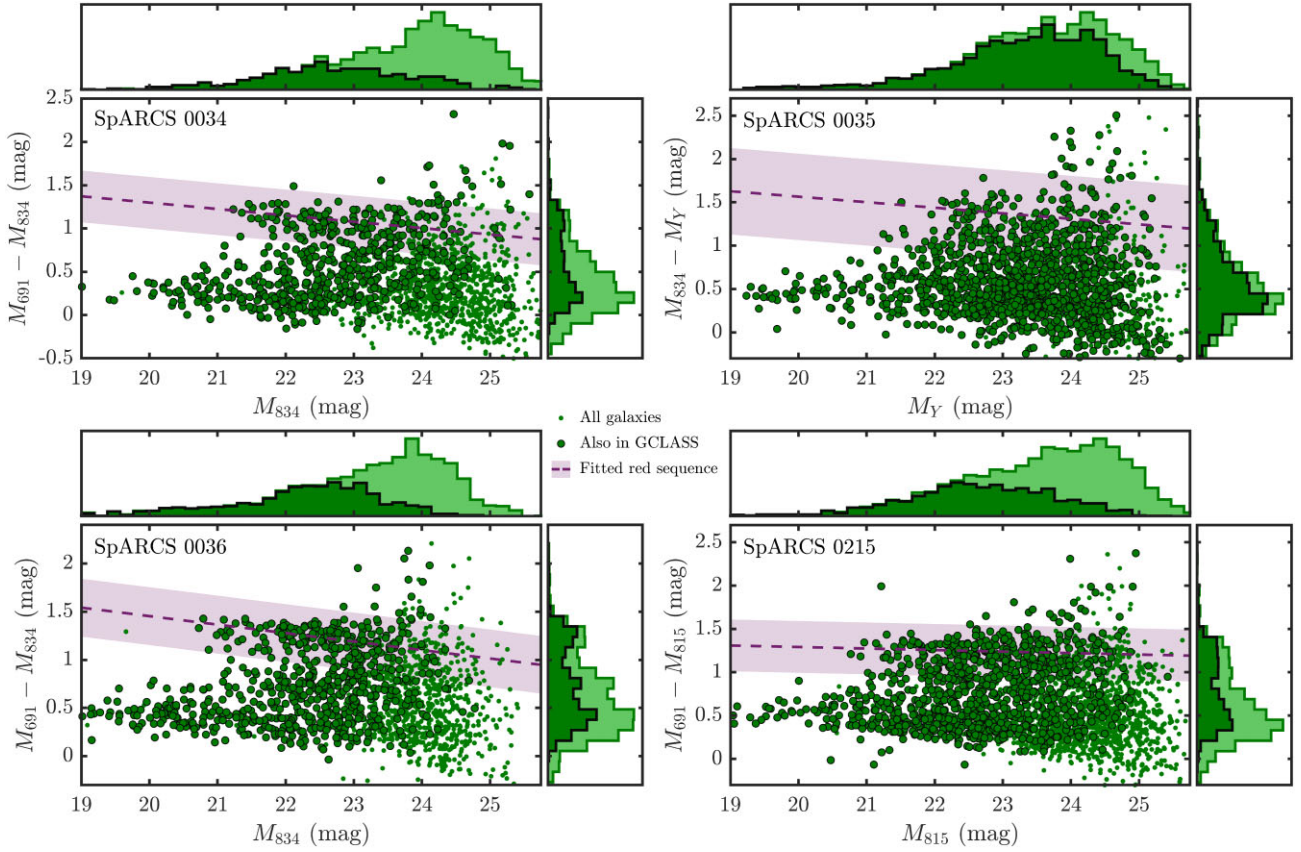 SpARCS 0034
M691 − M834 (mag)
2.5
2
1.5
1
0.5
0
-0.5
19 20 21 22 23 24 25
M834 (mag)
SpARCS 0035
M834 − MY (mag)
2.5
2
1.5
1
0.5
0
19 20 21 22 23 24 25
MY (mag)
All galaxies
Also in GCLASS
Fitted red sequence
SpARCS 0036
M691 − M834 (mag)
2
1.5
1
0.5
0
19 20 21 22 23 24 25
M834 (mag)
SpARCS 0215
M691 − M815 (mag)
2.5
2
1.5
1
0.5
0
19 20 21 22 23 24 25
M815 (mag)